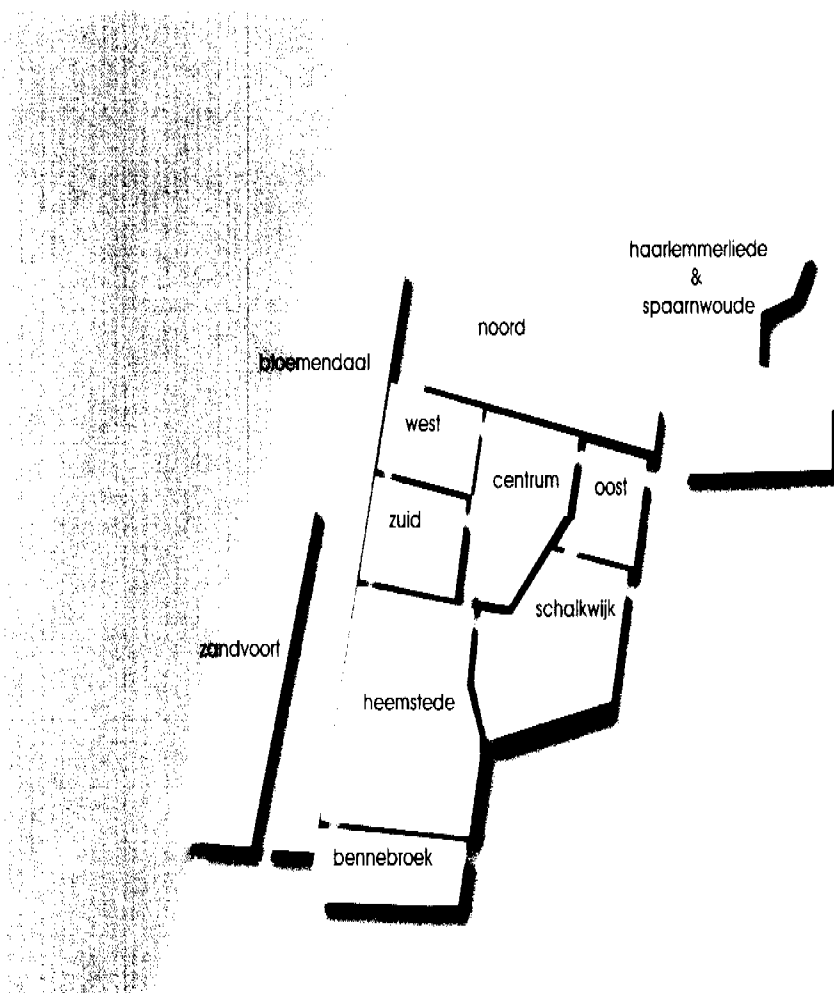 haarlemmerliede
&
spaarnwoude
noord
bloemendaal
west
centrum
oost
zuid
schalkwijk
zandvoort
heemstede
bennebroek